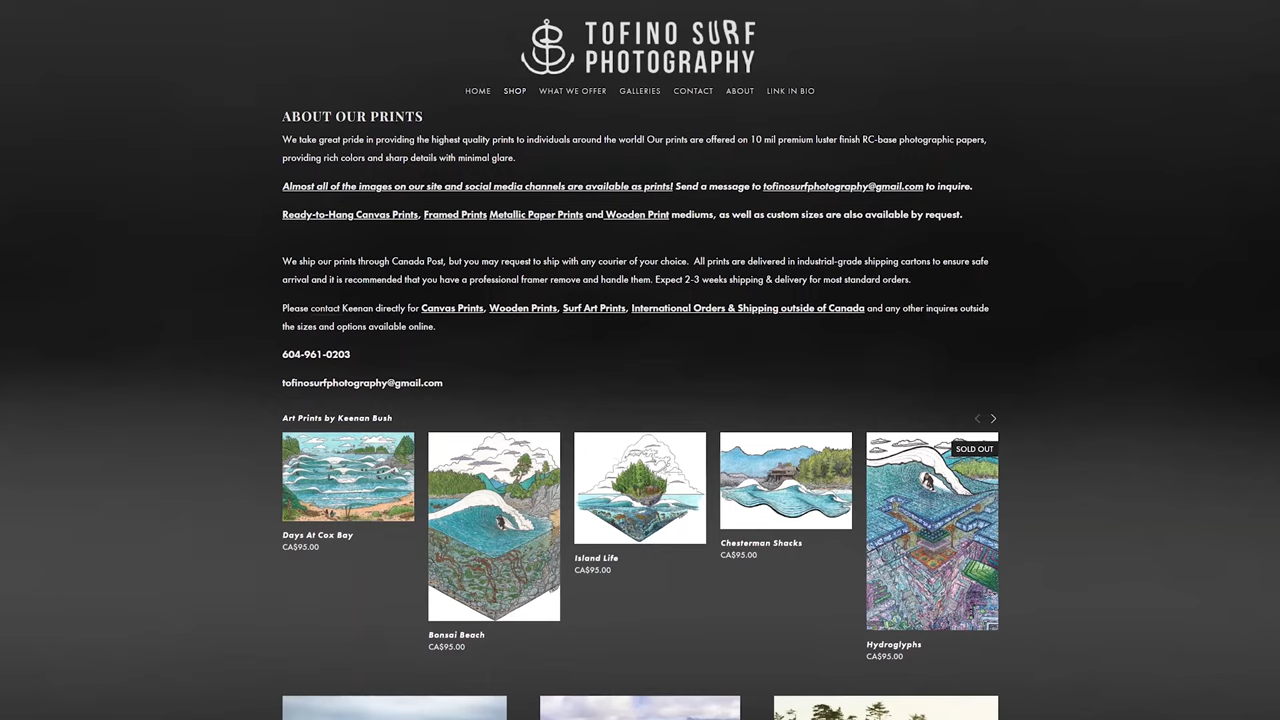 TOFINO SURF
PHOTOGRAPHY
HOME SHOP WHAT WE OFFER GALLERIES CONTACT ABOUT LINK IN BIO
ABOUT OUR PRINTS
We take great pride in providing the highest quality prints to individuals around the world! Our prints are offered on 10 mil premium luster finish RC-base photographic papers,
providing rich colors and sharp details with minimal glare.
Almost all of the images on our site and social media channels are available as prints! Send a message to tofinosurfphotography@gmail.com to inquire.
Ready-to-Hang Canvas Prints, Framed Prints Metallic Paper Prints and Wooden Print mediums, as well as custom sizes are also available by request.
We ship our prints through Canada Post, but you may request to ship with any courier of your choice. All prints are delivered in industrial-grade shipping cartons to ensure safe
arrival and it is recommended that you have a professional framer remove and handle them. Expect 2-3 weeks shipping & delivery for most standard orders.
Please contact Keenan directly for Canvas Prints, Wooden Prints, Surf Art Prints, International Orders & Shipping outside of Canada and any other inquires outside
the sizes and options available online.
604-961-0203
tofinosurfphotography@gmail.com
Art Prints by Keenan Bush
SOLD OUT
Days At Cox Bay
CA$95.00
Bonsai Beach
CA$95.00
Island Life
CA$95.00
Chesterman Shacks
CA$95.00
Hydroglyphs
CA$95.00